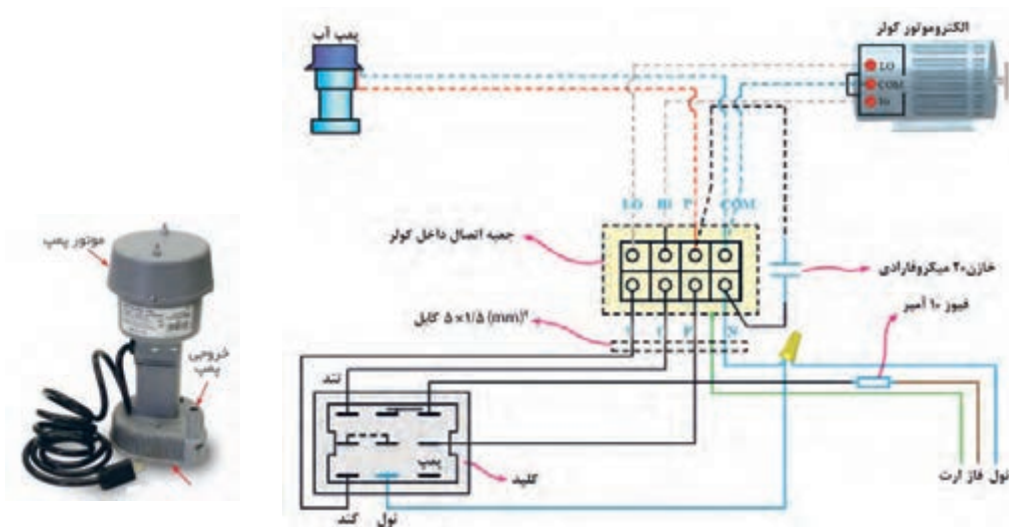 پمپ آب
الکتروموتور کولر
LO
COM
Hi
LO HI P COM
جعبه اتصال داخل کولر
خازن ۲۰ میکروفارادی
فیوز ۱۰ آمپر
کابل ۵×۱/۵ (mm)²
P N
تند
پمپ
کلید
کند
نول
نول فاز ارت
موتور پمپ
خروجی
پمپ